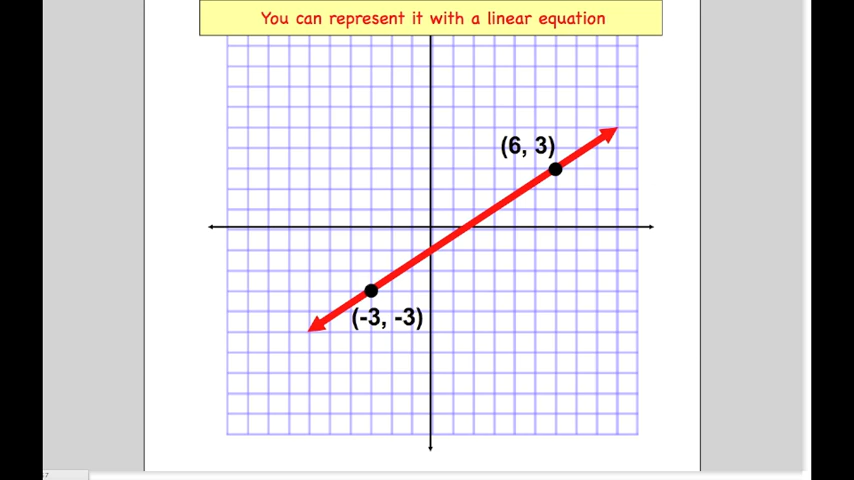 You can represent it with a linear equation
(6, 3)
(-3, -3)